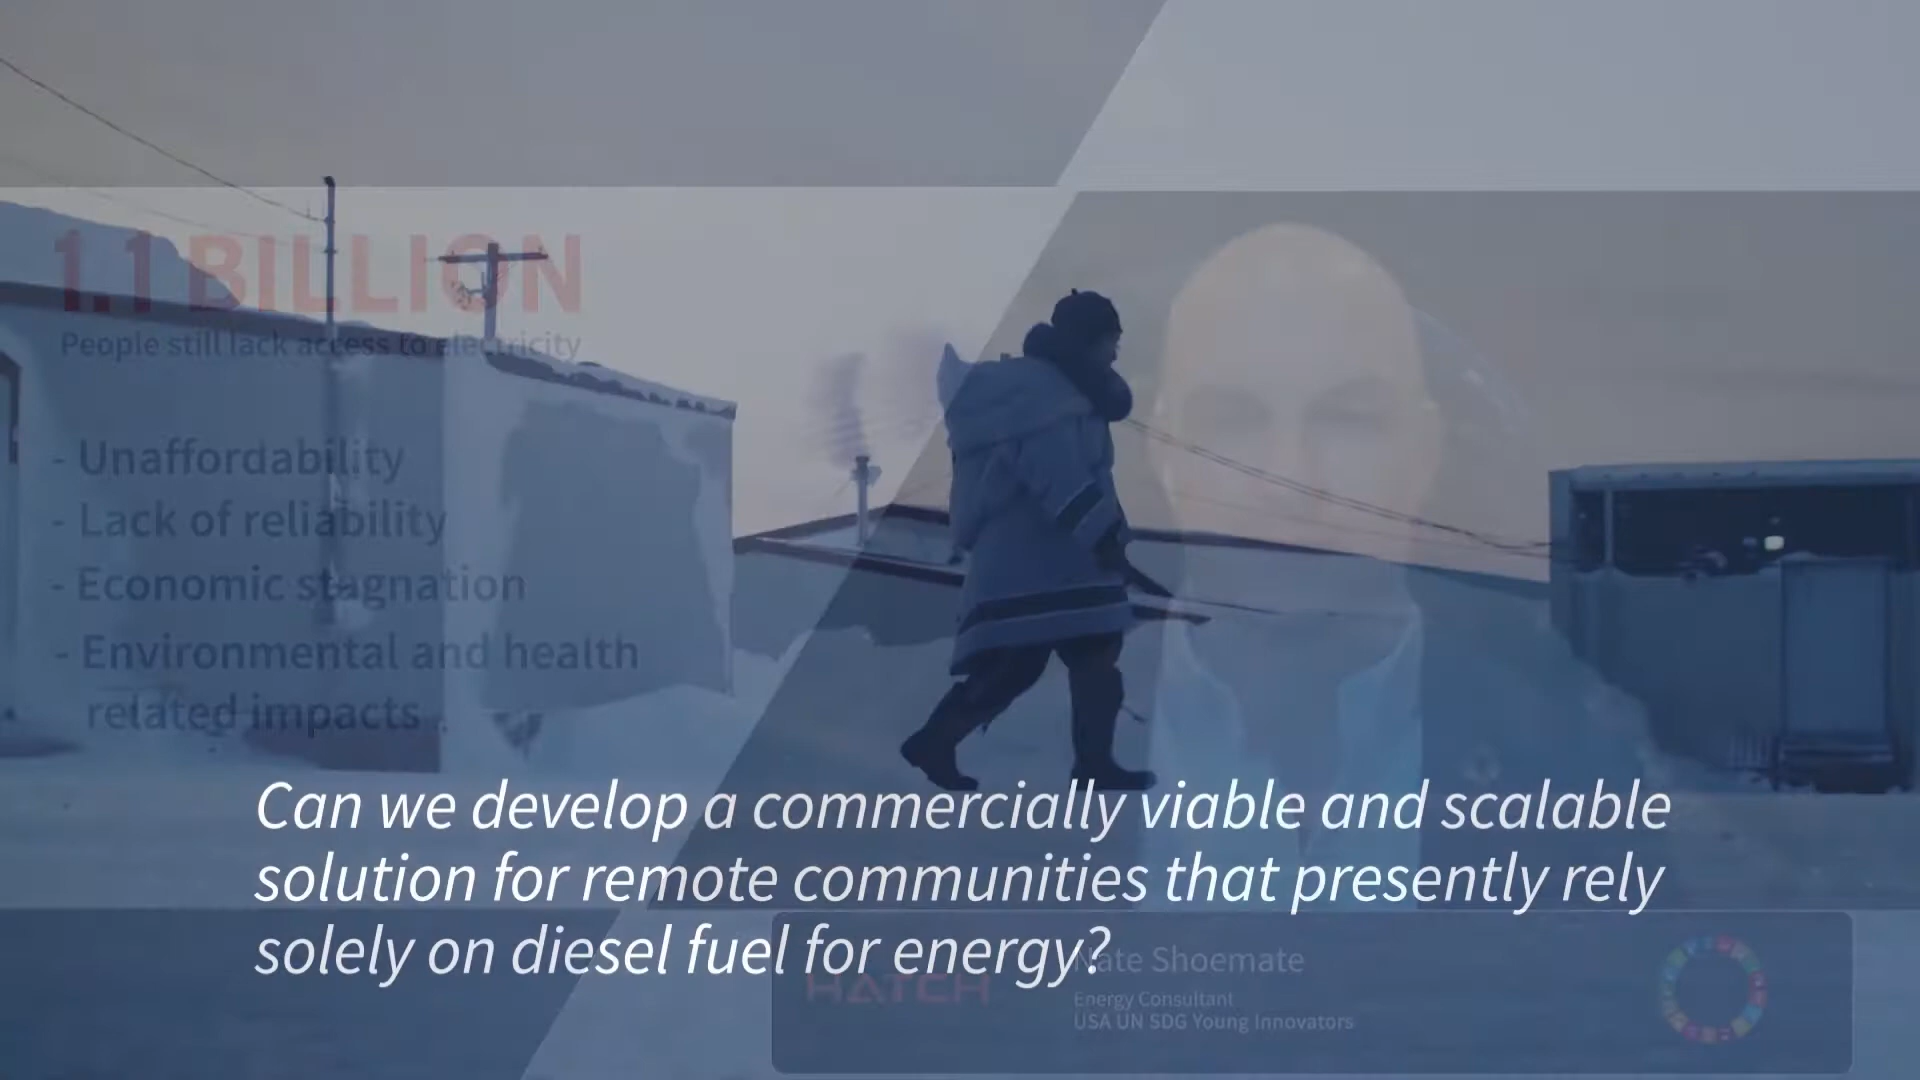 1.1 BILLION
People still lack access to electricity
- Unaffordability
- Lack of reliability
- Economic stagnation
- Environmental and health
related impacts
Can we develop a commercially viable and scalable
solution for remote communities that presently rely
solely on diesel fuel for energy?
HATCH
Nate Shoemate
Energy Consultant
USA UN SDG Young Innovators